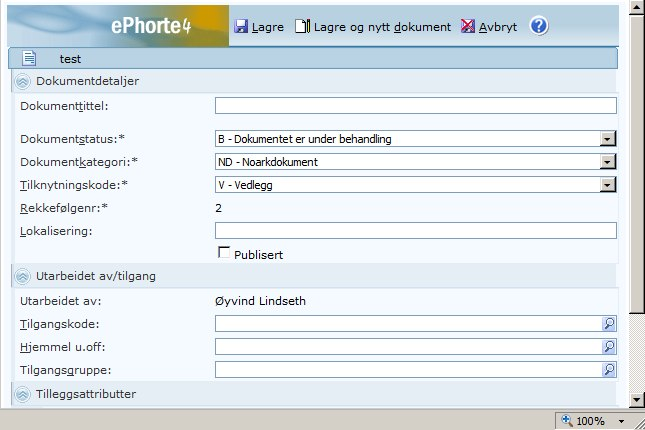 ePhorte4 Lagre Lagre og nytt dokument Avbryt ?
test
Dokumentdetaljer
Dokumenttittel:
Dokumentstatus:* B - Dokumentet er under behandling
Dokumentkategori:* ND - Noarkdokument
Tilknytningskode:* V - Vedlegg
Rekkefølgenr:* 2
Lokalisering:
Publisert
Utarbeidet av/tilgang
Utarbeidet av: Øyvind Lindseth
Tilgangskode:
Hjemmel u.off:
Tilgangsgruppe:
Tilleggsattributter
100%